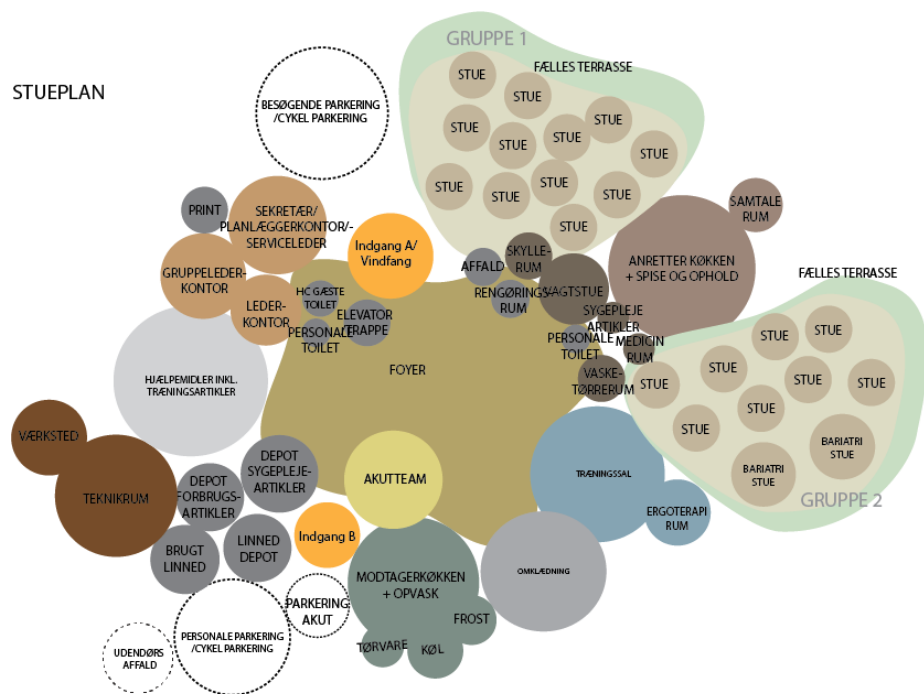 STUEPLAN
BESØGENDE PARKERING
/CYKEL PARKERING
GRUPPE 1
FÆLLES TERRASSE
STUE
STUE
STUE
STUE
STUE
STUE
STUE
STUE
STUE
STUE
STUE
STUE
PRINT
SEKRETÆR/
PLANLÆGGERKONTOR/-
SERVICELEDER
GRUPPELEDER-
KONTOR
LEDER-
KONTOR
Indgang A/
Vindfang
HC GÆSTE
TOILET
PERSONALE
TOILET
ELEVATOR
/TRAPPE
FOYER
AFFALD
SKYLLE-
RUM
RENGØRINGS-
RUM
VAGTSTUE
SYGEPLEJE
ARTIKLER
PERSONALE
TOILET
MEDICIN
RUM
VASKE-
TØRRERUM
ANRETTER KØKKEN
+ SPISE OG OPHOLD
SAMTALE
RUM
FÆLLES TERRASSE
STUE
STUE
STUE
STUE
STUE
STUE
STUE
STUE
BARIATRI
STUE
BARIATRI
STUE
GRUPPE 2
HJÆLPEMIDLER INKL.
TRÆNINGSARTIKLER
VÆRKSTED
TEKNIKRUM
DEPOT
SYGEPLEJE-
ARTIKLER
DEPOT
FORBRUGS-
ARTIKLER
BRUGT
LINNED
LINNED
DEPOT
Indgang B
AKUTTEAM
TRÆNINGSSAL
ERGOTERAPI
RUM
OMKLÆDNING
MODTAGERKØKKEN
+ OPVASK
FROST
KØL
TØRVARE
PARKERING
AKUT
PERSONALE PARKERING
/CYKEL PARKERING
UDENDØRS
AFFALD